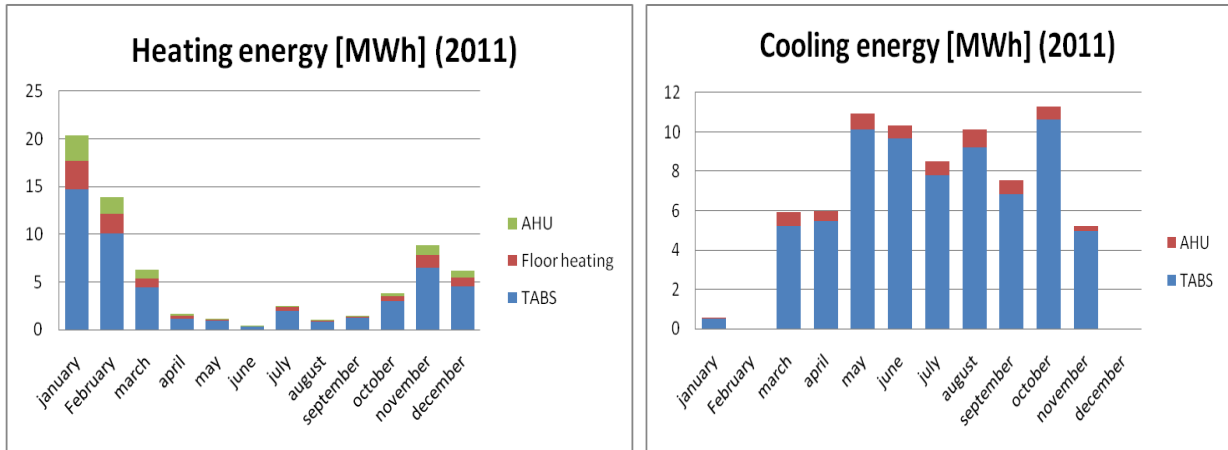 Heating energy [MWh] (2011)
25
20
15
10
5
0
AHU
Floor heating
TABS
january
February
march
april
may
june
july
august
september
october
november
december
Cooling energy [MWh] (2011)
12
10
8
6
4
2
0
AHU
TABS
january
February
march
april
may
june
july
august
september
october
november
december